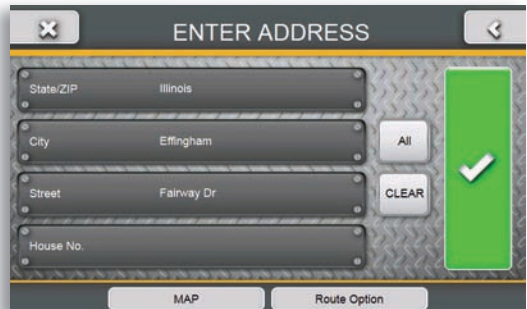 ENTER ADDRESS
State/ZIP Illinois
City Effingham
All
Street Fairway Dr
CLEAR
House No.
MAP Route Option